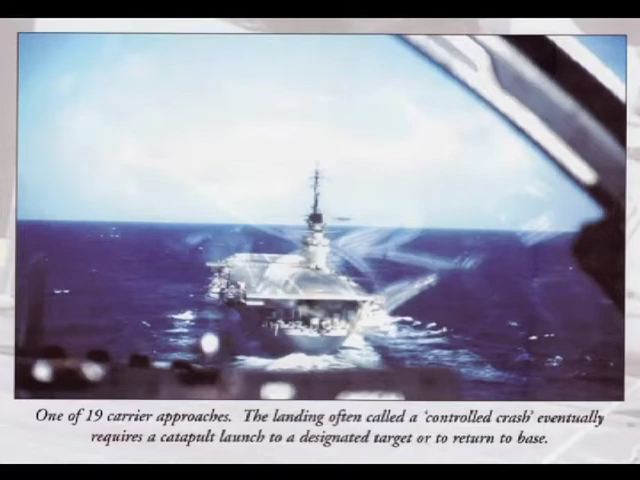 One of 19 carrier approaches. The landing often called a 'controlled crash' eventually
requires a catapult launch to a designated target or to return to base.